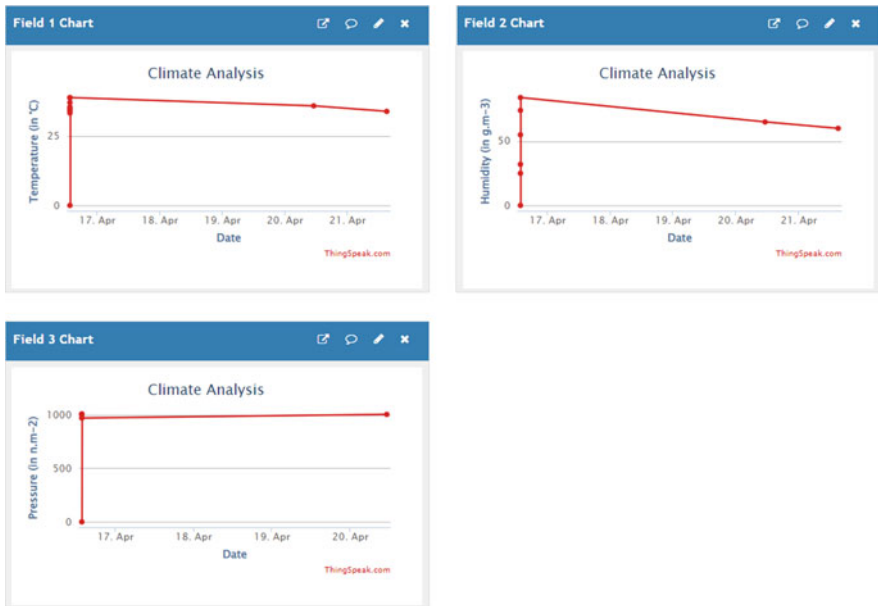 Field 1 Chart
Climate Analysis
Temperature (in °C)
25
0
17. Apr 18. Apr 19. Apr 20. Apr 21. Apr
Date
ThingSpeak.com
Field 2 Chart
Climate Analysis
Humidity (in g.m-3)
50
0
17. Apr 18. Apr 19. Apr 20. Apr 21. Apr
Date
ThingSpeak.com
Field 3 Chart
Climate Analysis
Pressure (in n.m-2)
1000
500
0
17. Apr 18. Apr 19. Apr 20. Apr
Date
ThingSpeak.com